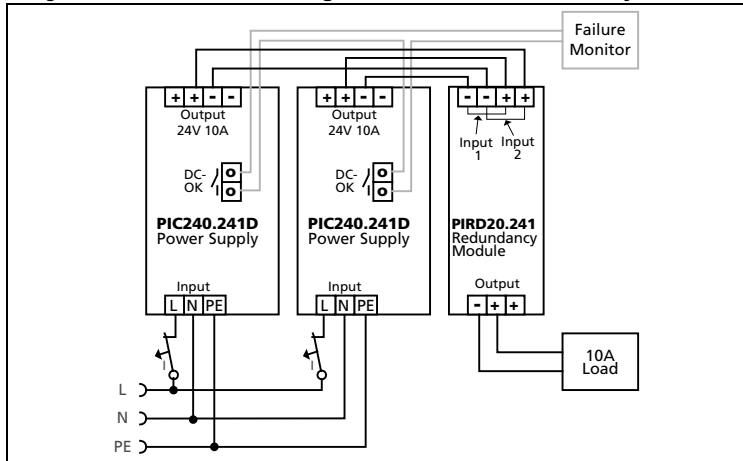 Failure
Monitor
+ + - -
Output
24V 10A
DC-
OK
PIC240.241D
Power Supply
Input
L N PE
+ + - -
Output
24V 10A
DC-
OK
PIC240.241D
Power Supply
Input
L N PE
- - + +
Input
1
Input
2
PIRD20.241
Redundancy
Module
Output
- + +
10A
Load
I
I
L
N
PE